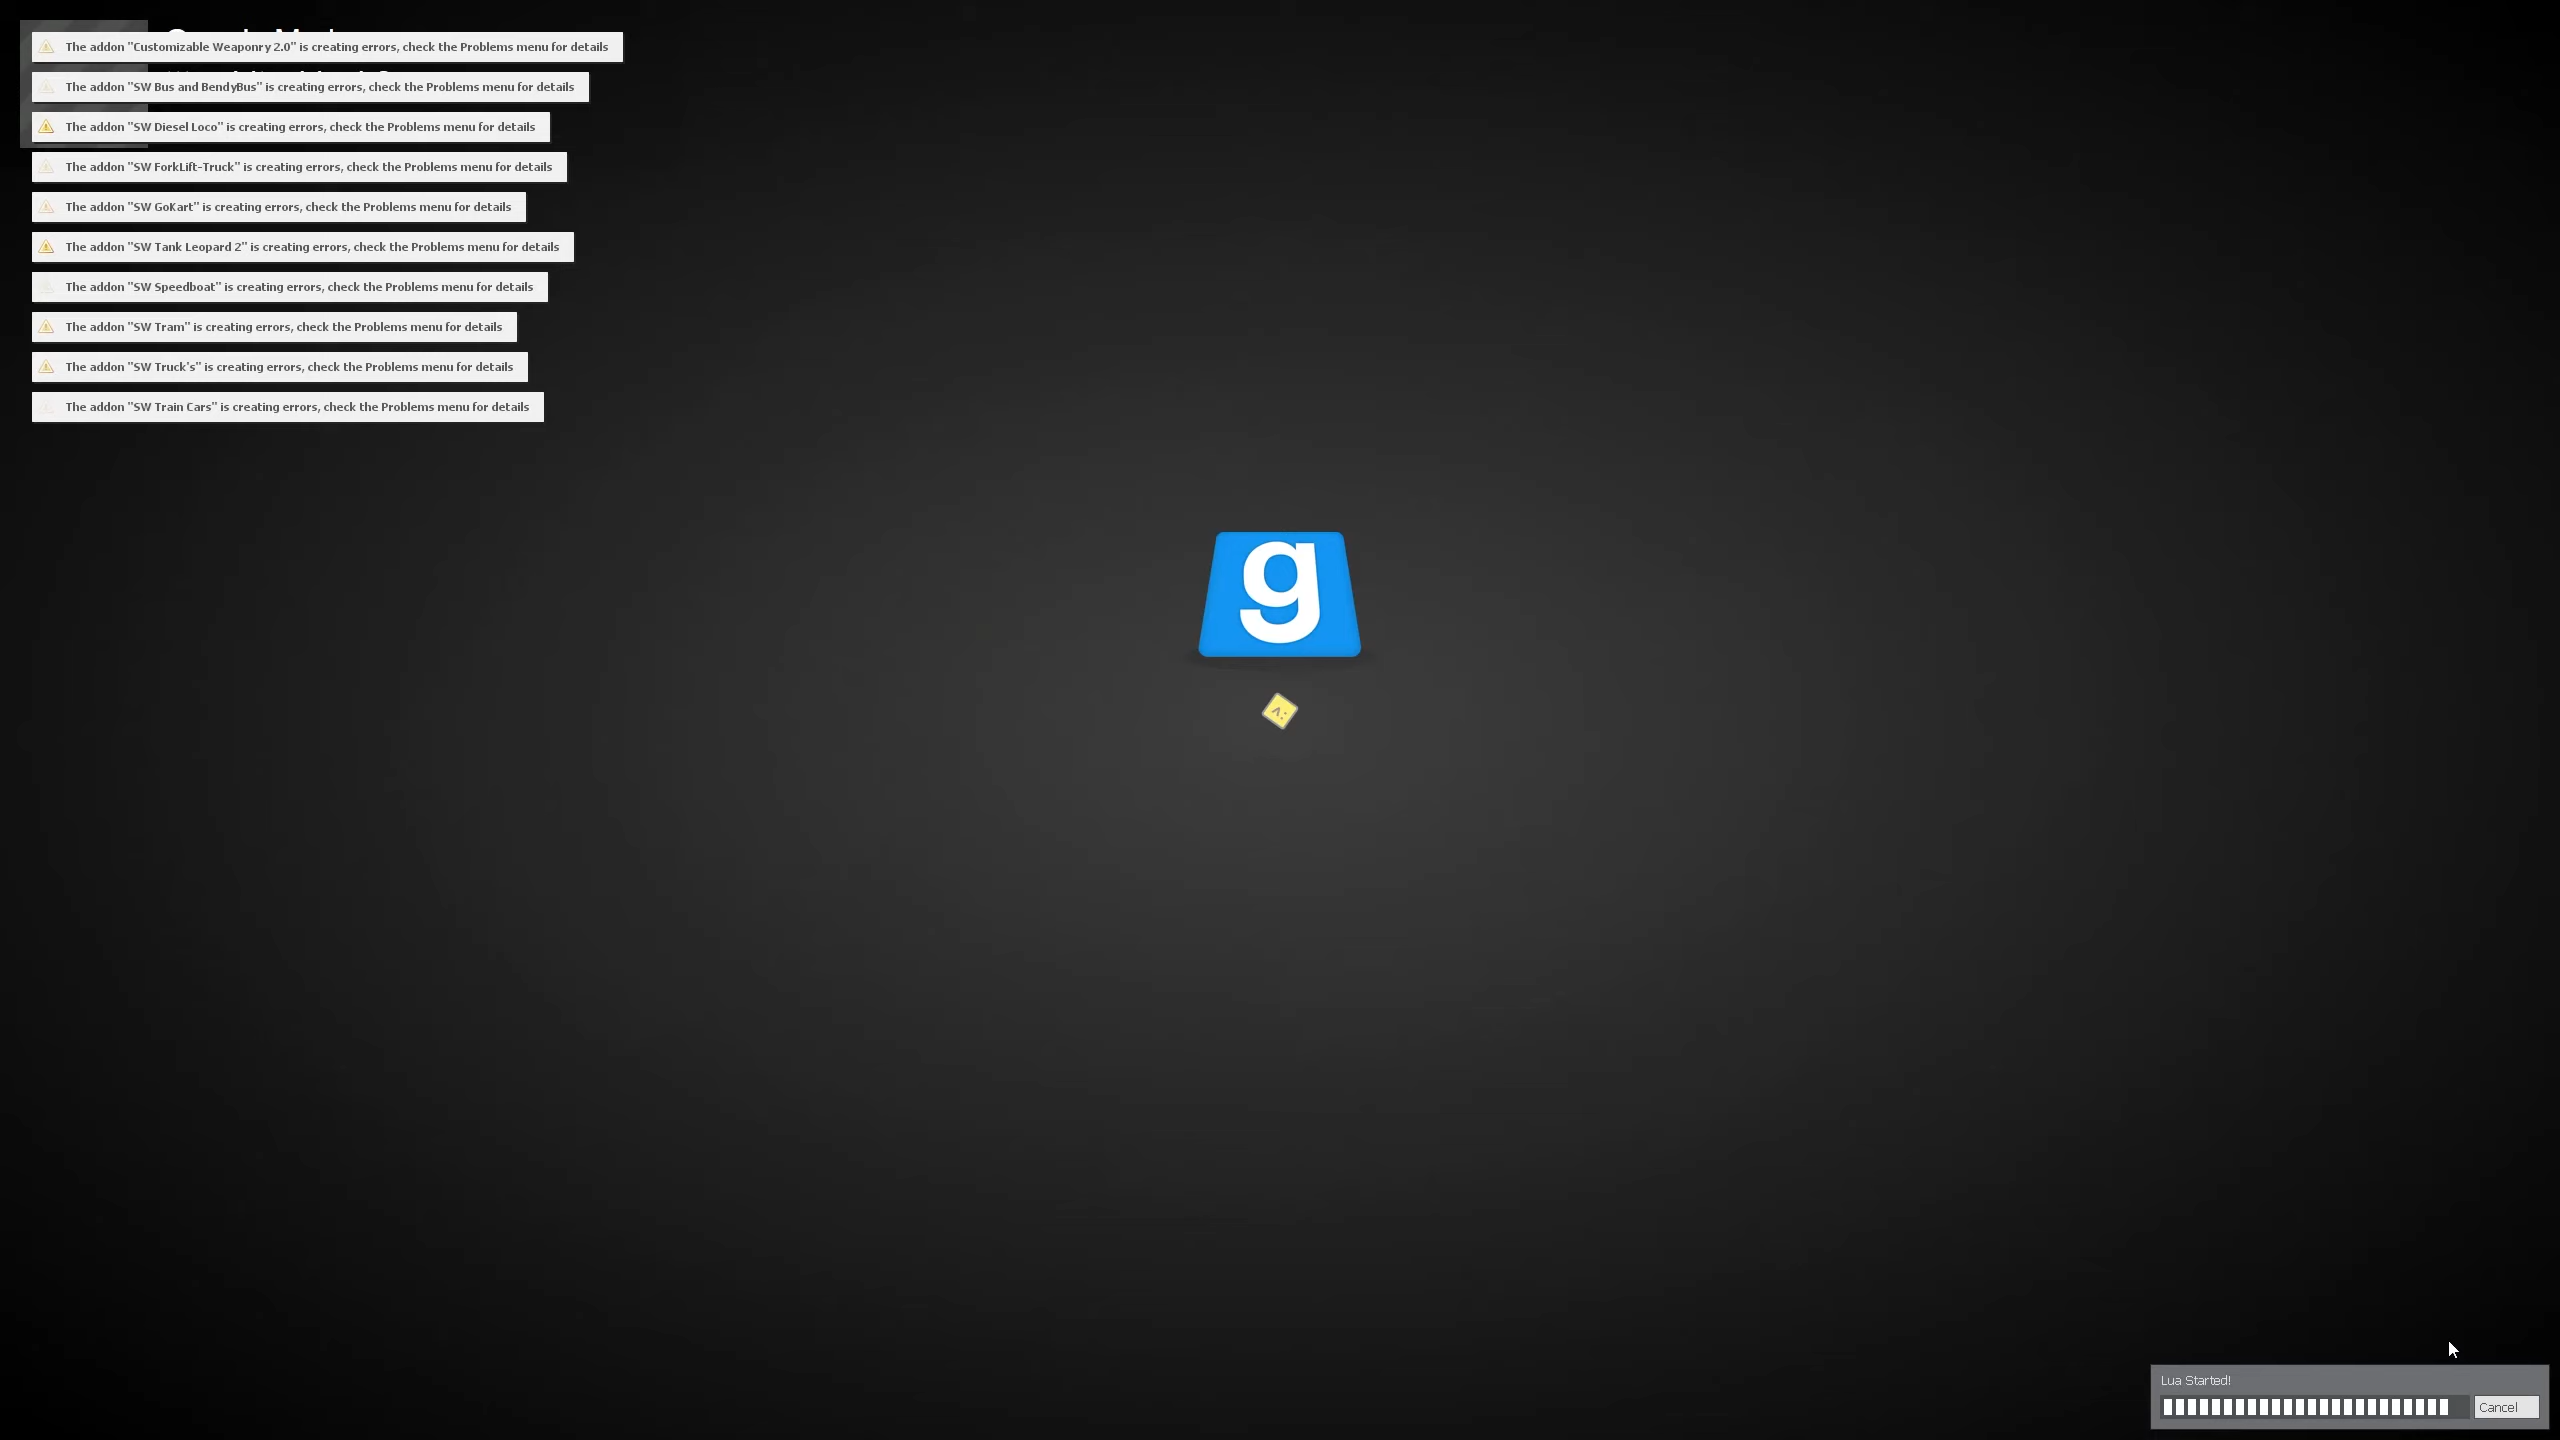 The addon "Customizable Weaponry 2.0" is creating errors, check the Problems menu for details
The addon "SW Bus and BendyBus" is creating errors, check the Problems menu for details
The addon "SW Diesel Loco" is creating errors, check the Problems menu for details
The addon "SW ForkLift-Truck" is creating errors, check the Problems menu for details
The addon "SW GoKart" is creating errors, check the Problems menu for details
The addon "SW Tank Leopard 2" is creating errors, check the Problems menu for details
The addon "SW Speedboat" is creating errors, check the Problems menu for details
The addon "SW Tram" is creating errors, check the Problems menu for details
The addon "SW Truck's" is creating errors, check the Problems menu for details
The addon "SW Train Cars" is creating errors, check the Problems menu for details
g
Lua Started!
Cancel